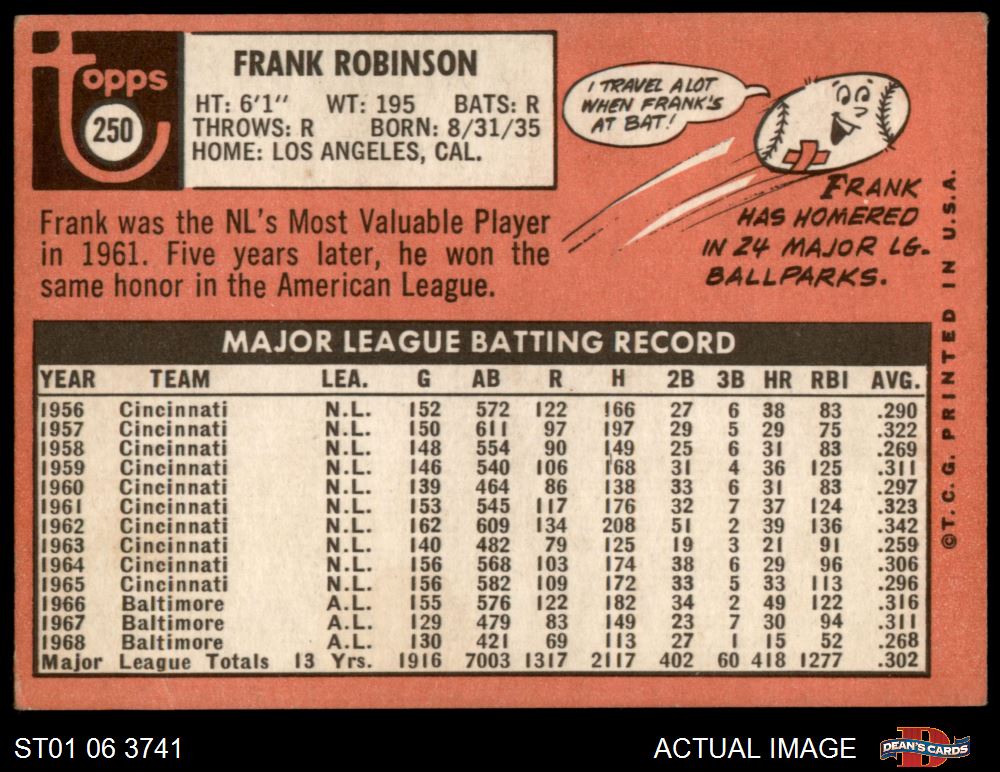 Topps
250
FRANK ROBINSON
HT: 6'1" WT: 195 BATS: R
THROWS: R BORN: 8/31/35
HOME: LOS ANGELES, CAL.
I TRAVEL A LOT
WHEN FRANK'S
AT BAT!
FRANK
HAS HOMERED
IN 24 MAJOR LG.
BALLPARKS.
Frank was the NL's Most Valuable Player
in 1961. Five years later, he won the
same honor in the American League.
MAJOR LEAGUE BATTING RECORD
YEAR TEAM LEA. G AB R H 2B 3B HR RBI AVG.
1956 Cincinnati N.L. 152 572 122 166 27 6 38 83 .290
1957 Cincinnati N.L. 150 611 97 197 29 5 29 75 .322
1958 Cincinnati N.L. 148 554 90 149 25 6 31 83 .269
1959 Cincinnati N.L. 146 540 106 168 31 4 36 125 .311
1960 Cincinnati N.L. 139 464 86 138 33 6 31 83 .297
1961 Cincinnati N.L. 153 545 117 176 32 7 37 124 .323
1962 Cincinnati N.L. 162 609 134 208 51 2 39 136 .342
1963 Cincinnati N.L. 140 482 79 125 19 3 21 91 .259
1964 Cincinnati N.L. 156 568 103 174 38 6 29 96 .306
1965 Cincinnati N.L. 156 582 109 172 33 5 33 113 .296
1966 Baltimore A.L. 155 576 122 182 34 2 49 122 .316
1967 Baltimore A.L. 129 479 83 149 23 7 30 94 .311
1968 Baltimore A.L. 130 421 69 113 27 1 15 52 .268
Major League Totals 13 Yrs. 1916 7003 1317 2117 402 60 418 1277 .302
©T. C. G. PRINTED IN U.S.A.
ST01 06 3741
ACTUAL IMAGE
D
DEAN'S CARDS